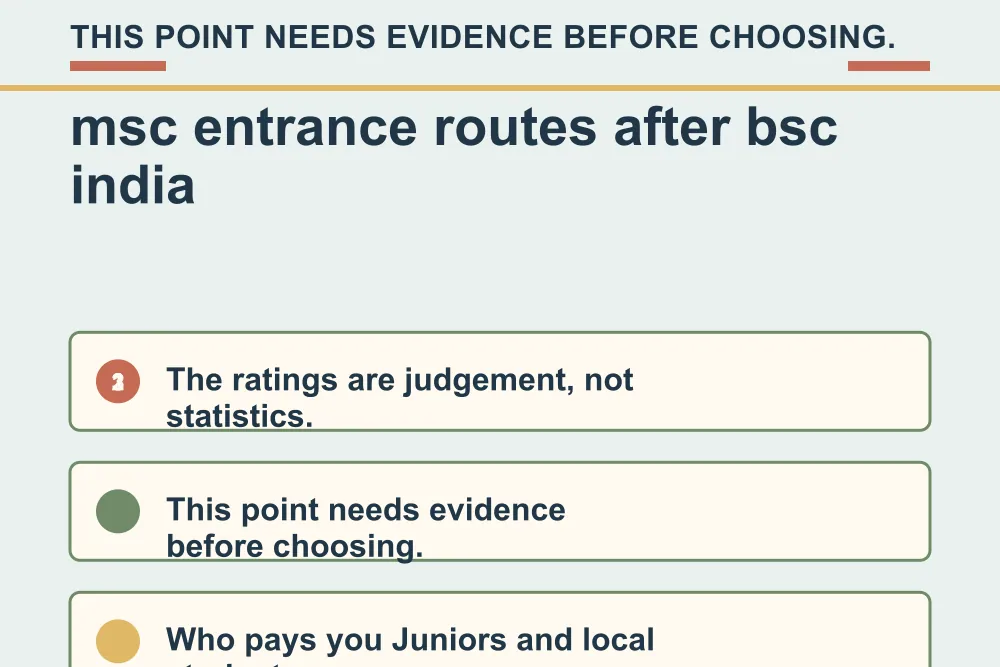 THIS POINT NEEDS EVIDENCE BEFORE CHOOSING.
msc entrance routes after bsc
india
The ratings are judgement, not
statistics.
This point needs evidence
before choosing.
Who pays you Juniors and local